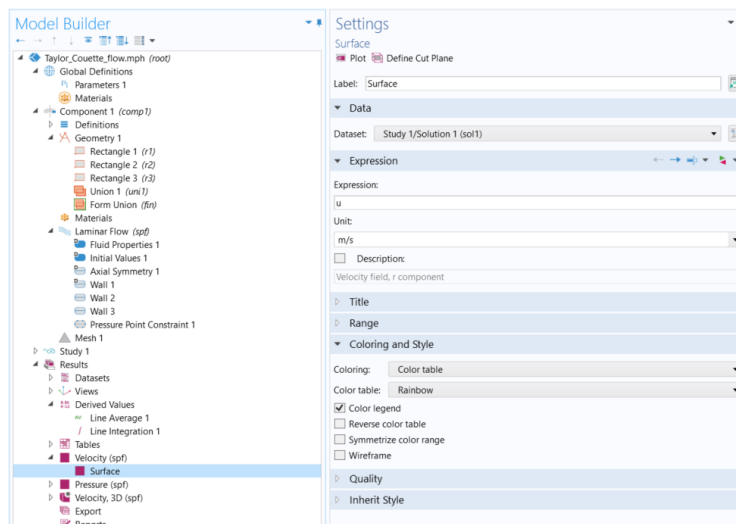 Model Builder
Taylor_Couette_flow.mph (root)
Global Definitions
Parameters 1
Materials
Component 1 (comp1)
Definitions
Geometry 1
Rectangle 1 (r1)
Rectangle 2 (r2)
Rectangle 3 (r3)
Union 1 (uni1)
Form Union (fin)
Materials
Laminar Flow (spf)
Fluid Properties 1
Initial Values 1
Axial Symmetry 1
Wall 1
Wall 2
Wall 3
Pressure Point Constraint 1
Mesh 1
Study 1
Results
Datasets
Views
Derived Values
Line Average 1
Line Integration 1
Tables
Velocity (spf)
Surface
Pressure (spf)
Velocity, 3D (spf)
Export
Reports
Settings
Surface
Plot Define Cut Plane
Label: Surface
Data
Dataset: Study 1/Solution 1 (sol1)
Expression
Expression:
u
Unit:
m/s
Description:
Velocity field, r component
Title
Range
Coloring and Style
Coloring: Color table
Color table: Rainbow
Color legend
Reverse color table
Symmetrize color range
Wireframe
Quality
Inherit Style